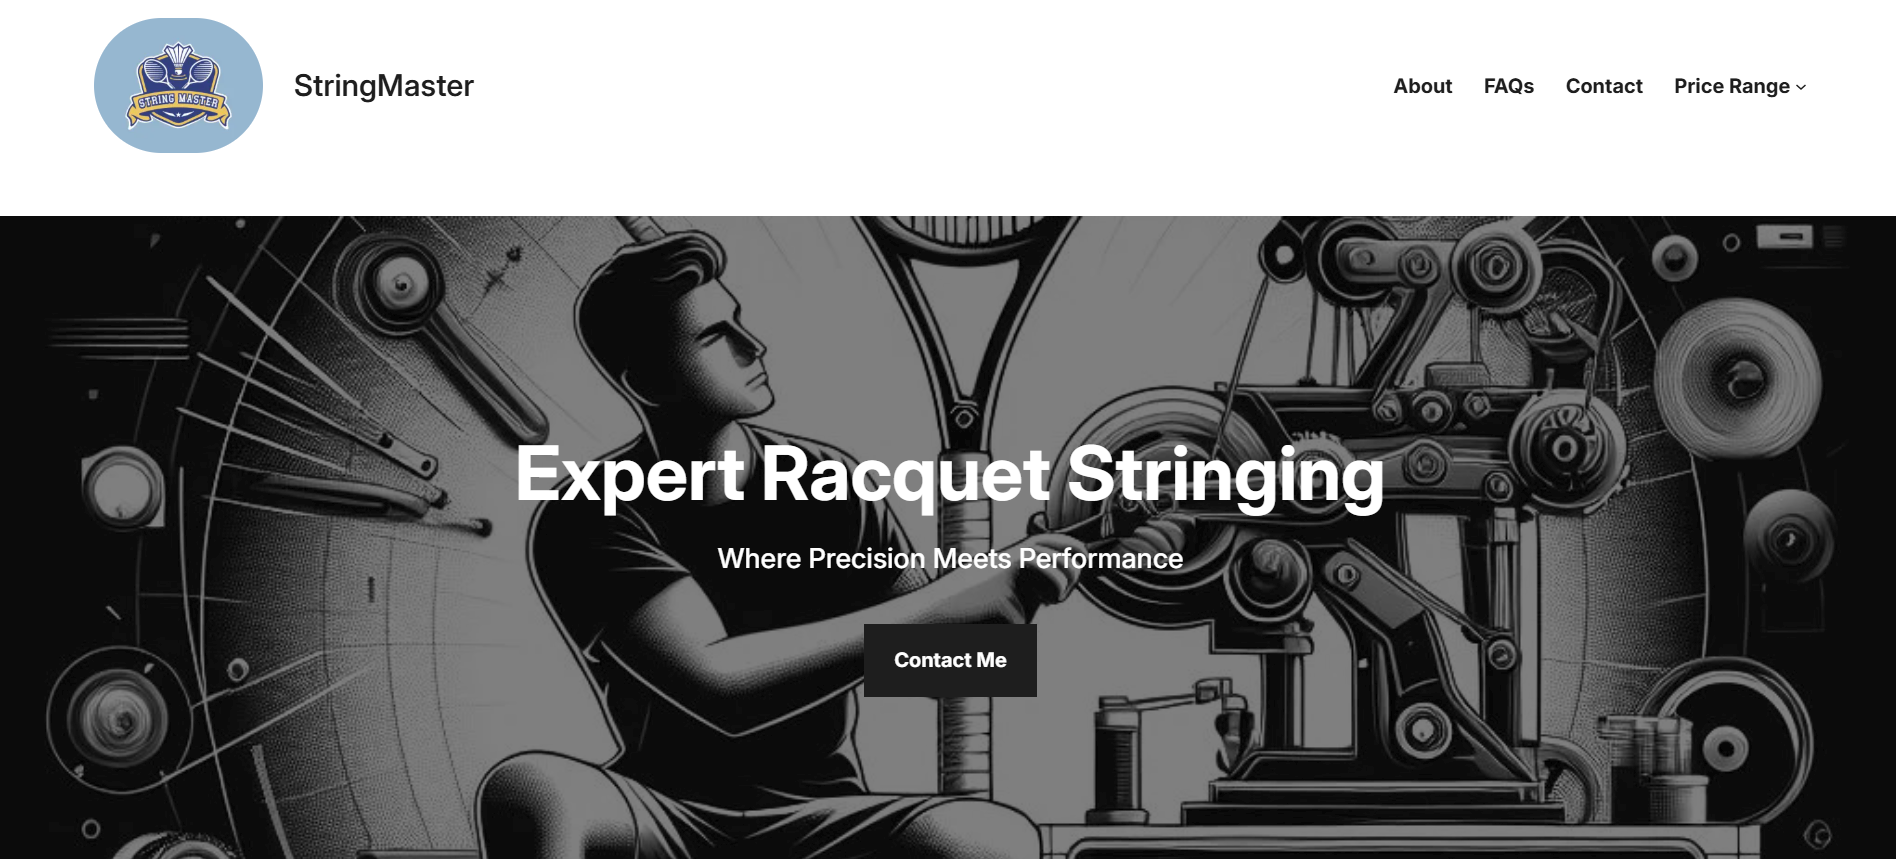 STRING MASTER
StringMaster
About FAQs Contact Price Range
Expert Racquet Stringing
Where Precision Meets Performance
Contact Me